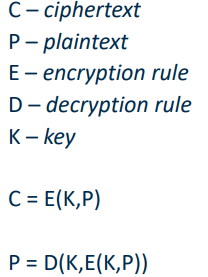 C – ciphertext
P – plaintext
E – encryption rule
D – decryption rule
K – key
C = E(K,P)
P = D(K,E(K,P))